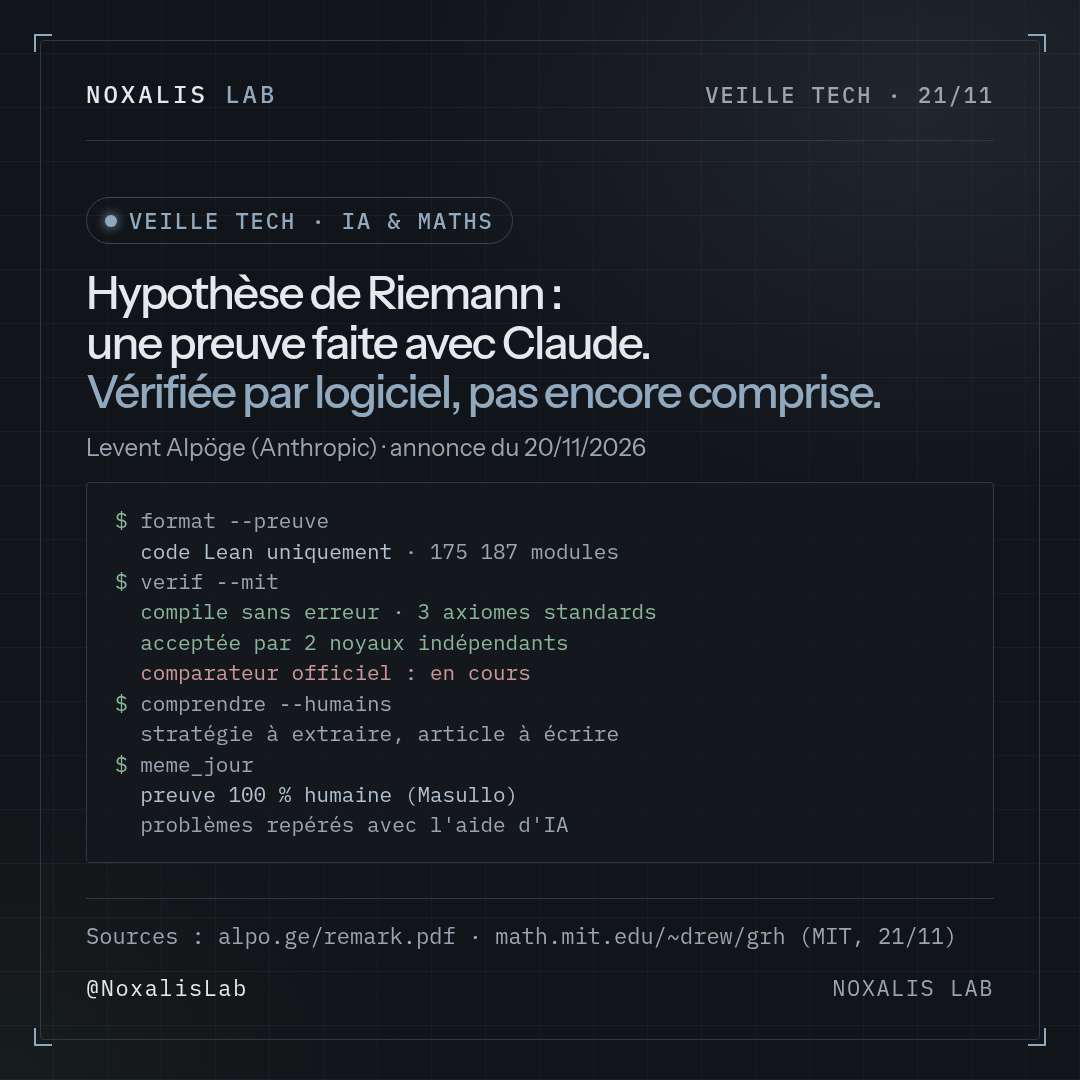 NOXALIS LAB
VEILLE TECH · 21/11
VEILLE TECH · IA & MATHS
Hypothèse de Riemann :
une preuve faite avec Claude.
Vérifiée par logiciel, pas encore comprise.
Levent Alpöge (Anthropic) · annonce du 20/11/2026
$ format --preuve
code Lean uniquement · 175 187 modules
$ verif --mit
compile sans erreur · 3 axiomes standards
acceptée par 2 noyaux indépendants
comparateur officiel : en cours
$ comprendre --humains
stratégie à extraire, article à écrire
$ meme_jour
preuve 100 % humaine (Masullo)
problèmes repérés avec l'aide d'IA
Sources : alpo.ge/remark.pdf · math.mit.edu/~drew/grh (MIT, 21/11)
@NoxalisLab
NOXALIS LAB